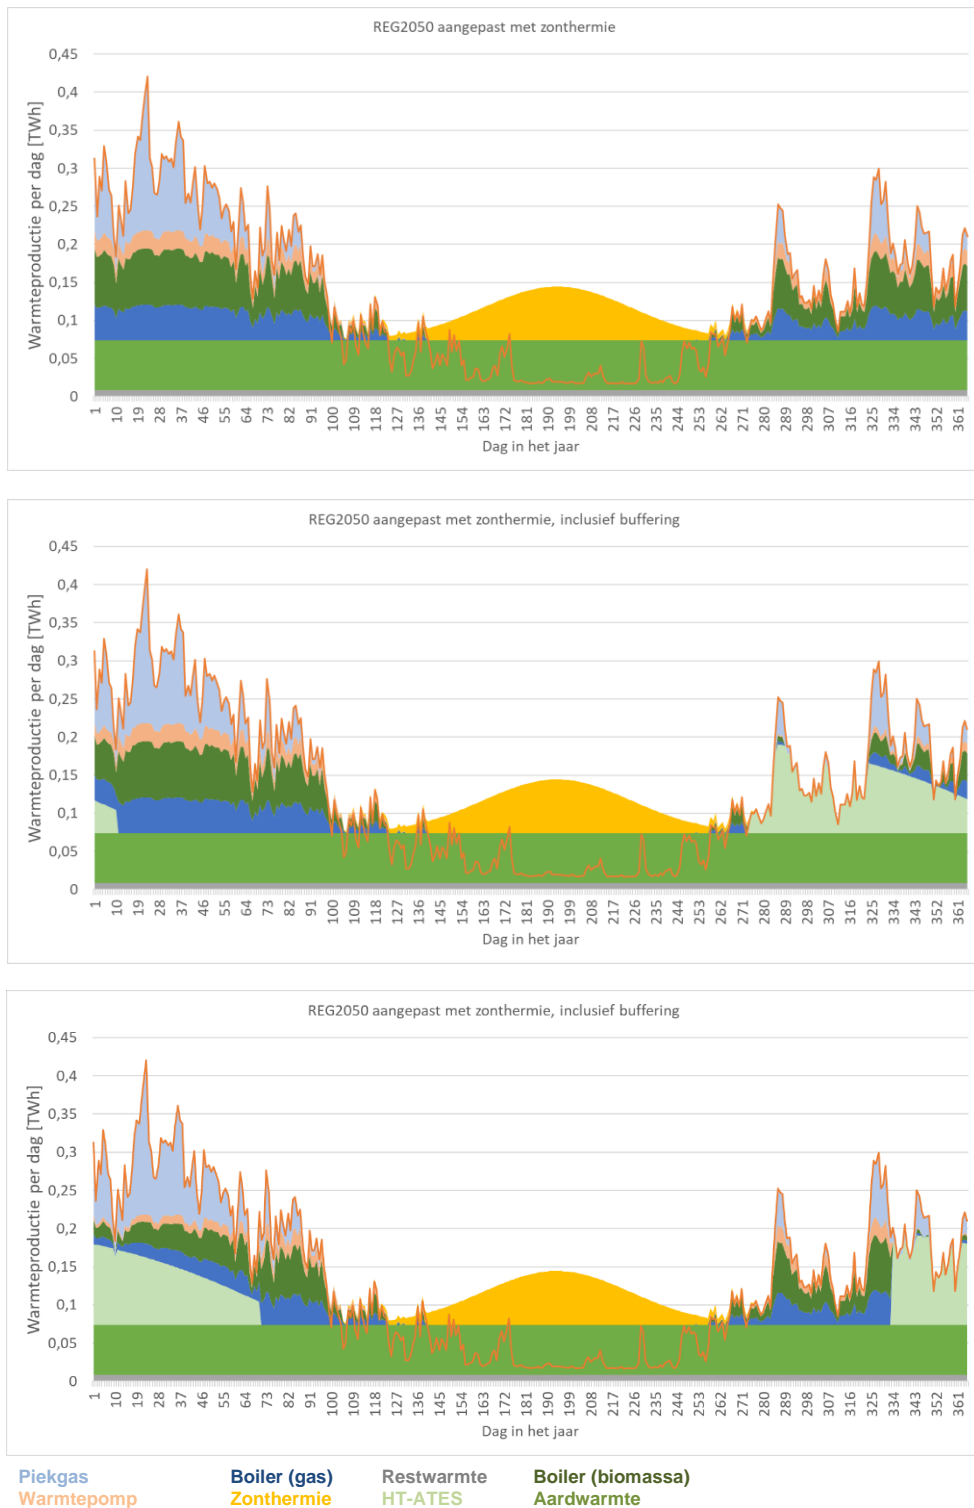 REG2050 aangepast met zonthermie
Warmteproductie per dag [TWh]
0,45
0,4
0,35
0,3
0,25
0,2
0,15
0,1
0,05
0
1 10 19 28 37 46 55 64 73 82 91 100 109 118 127 136 145 154 163 172 181 190 199 208 217 226 235 244 253 262 271 280 289 298 307 316 325 334 343 352 361
Dag in het jaar
REG2050 aangepast met zonthermie, inclusief buffering
Warmteproductie per dag [TWh]
0,45
0,4
0,35
0,3
0,25
0,2
0,15
0,1
0,05
0
1 10 19 28 37 46 55 64 73 82 91 100 109 118 127 136 145 154 163 172 181 190 199 208 217 226 235 244 253 262 271 280 289 298 307 316 325 334 343 352 361
Dag in het jaar
REG2050 aangepast met zonthermie, inclusief buffering
Warmteproductie per dag [TWh]
0,45
0,4
0,35
0,3
0,25
0,2
0,15
0,1
0,05
0
1 10 19 28 37 46 55 64 73 82 91 100 109 118 127 136 145 154 163 172 181 190 199 208 217 226 235 244 253 262 271 280 289 298 307 316 325 334 343 352 361
Dag in het jaar
Piekgas Boiler (gas) Restwarmte Boiler (biomassa)
Warmtepomp Zonthermie HT-ATES Aardwarmte